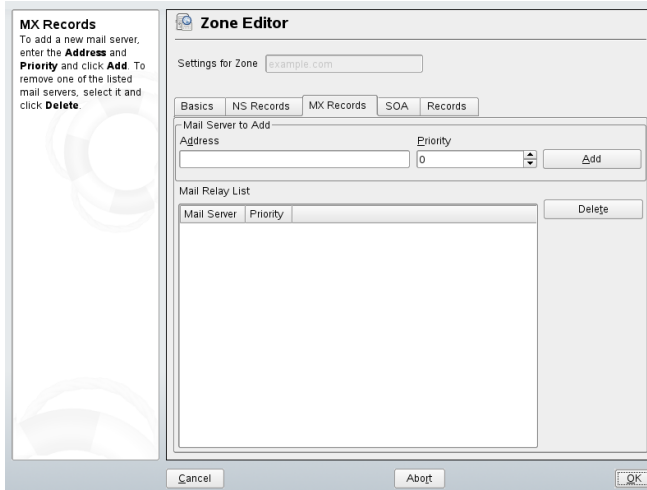 MX Records
To add a new mail server,
enter the Address and
Priority and click Add. To
remove one of the listed
mail servers, select it and
click Delete.
Zone Editor
Settings for Zone example.com
Basics NS Records MX Records SOA Records
Mail Server to Add
Address Priority
0 Add
Mail Relay List
Mail Server Priority Delete
Cancel Abort OK